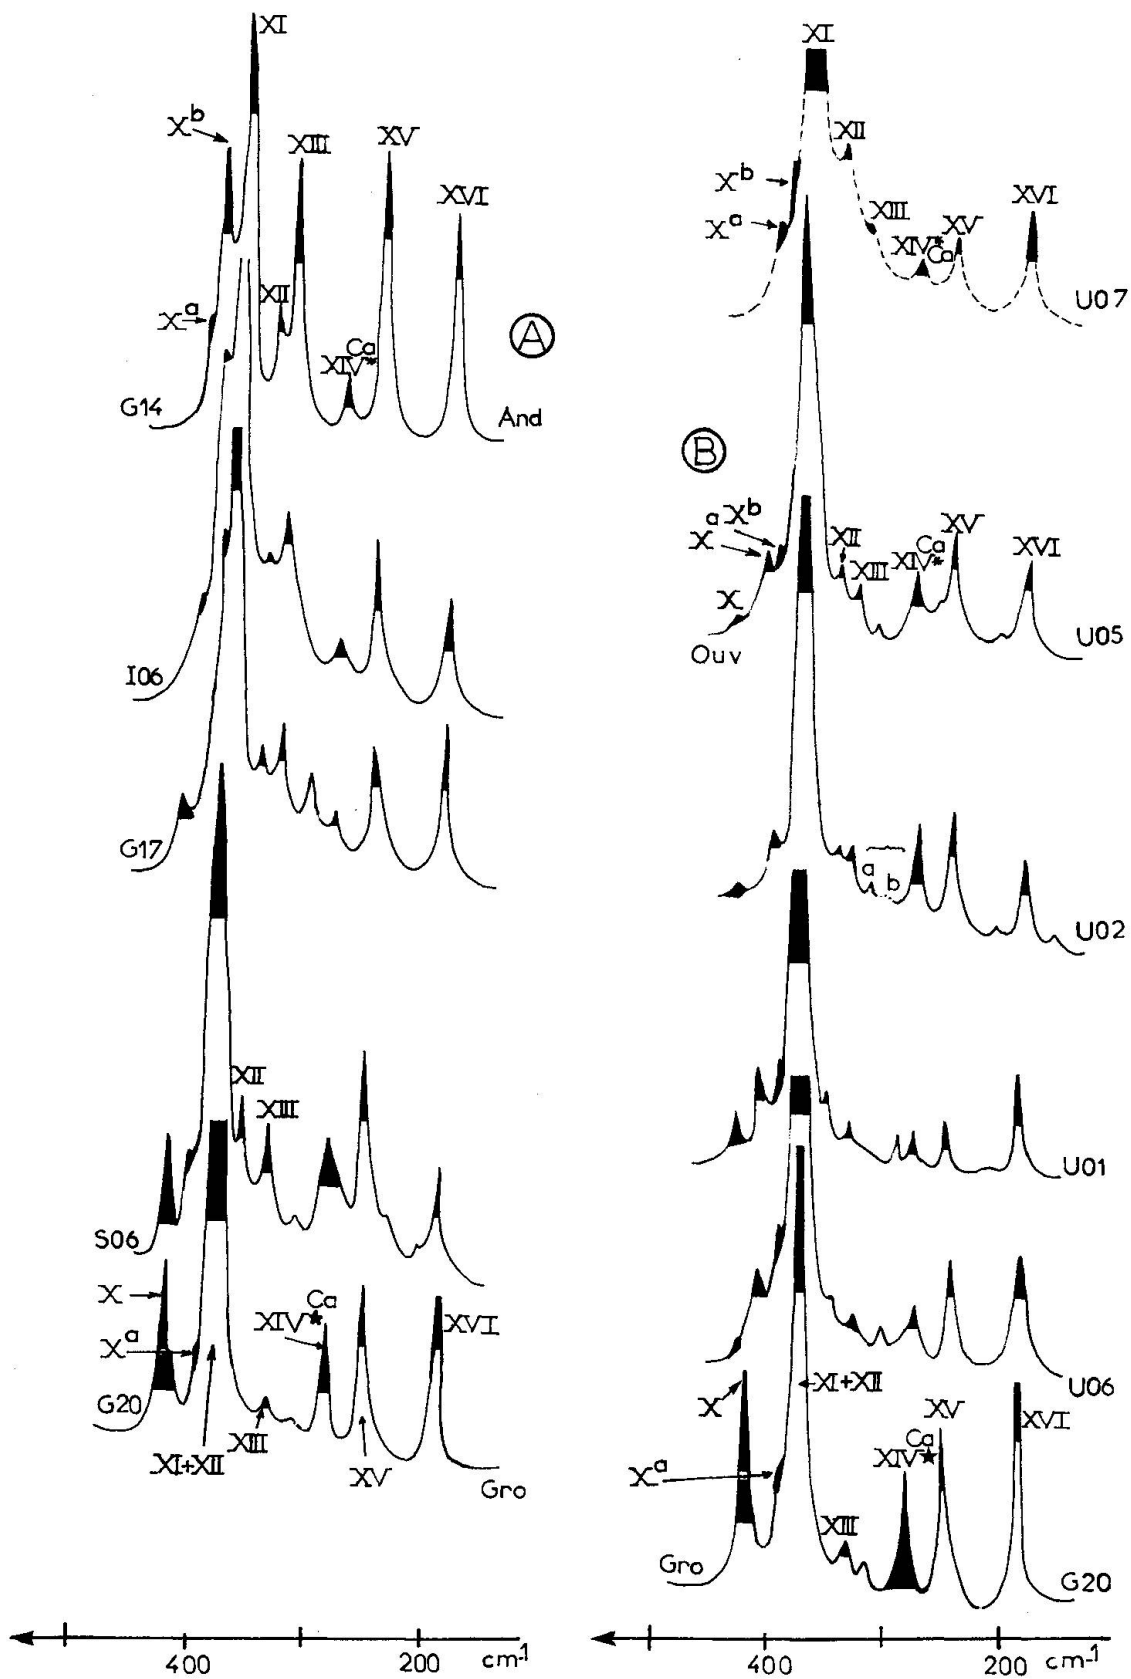 XI
X^b
XIII
XV
XVI
XII
X^a
Ca
XIV*
A
G14
And
I06
G17
XII
XIII
S06
X
Ca
XIV*
XVI
X^a
G20
XIII
XI+XII
XV
Gro
400
200
cm-1
XI
XII
X^b
XVI
XIII
XV
X^a
XIV*
Ca
U07
B
X^a X^b
XII
Ca
XV
XVI
XIII
XIV*
X
U05
Ouv
a
b
U02
U01
U06
XI+XII
X
XV
XVI
Ca
XIV*
X^a
XIII
Gro
G20
400
200
cm-1